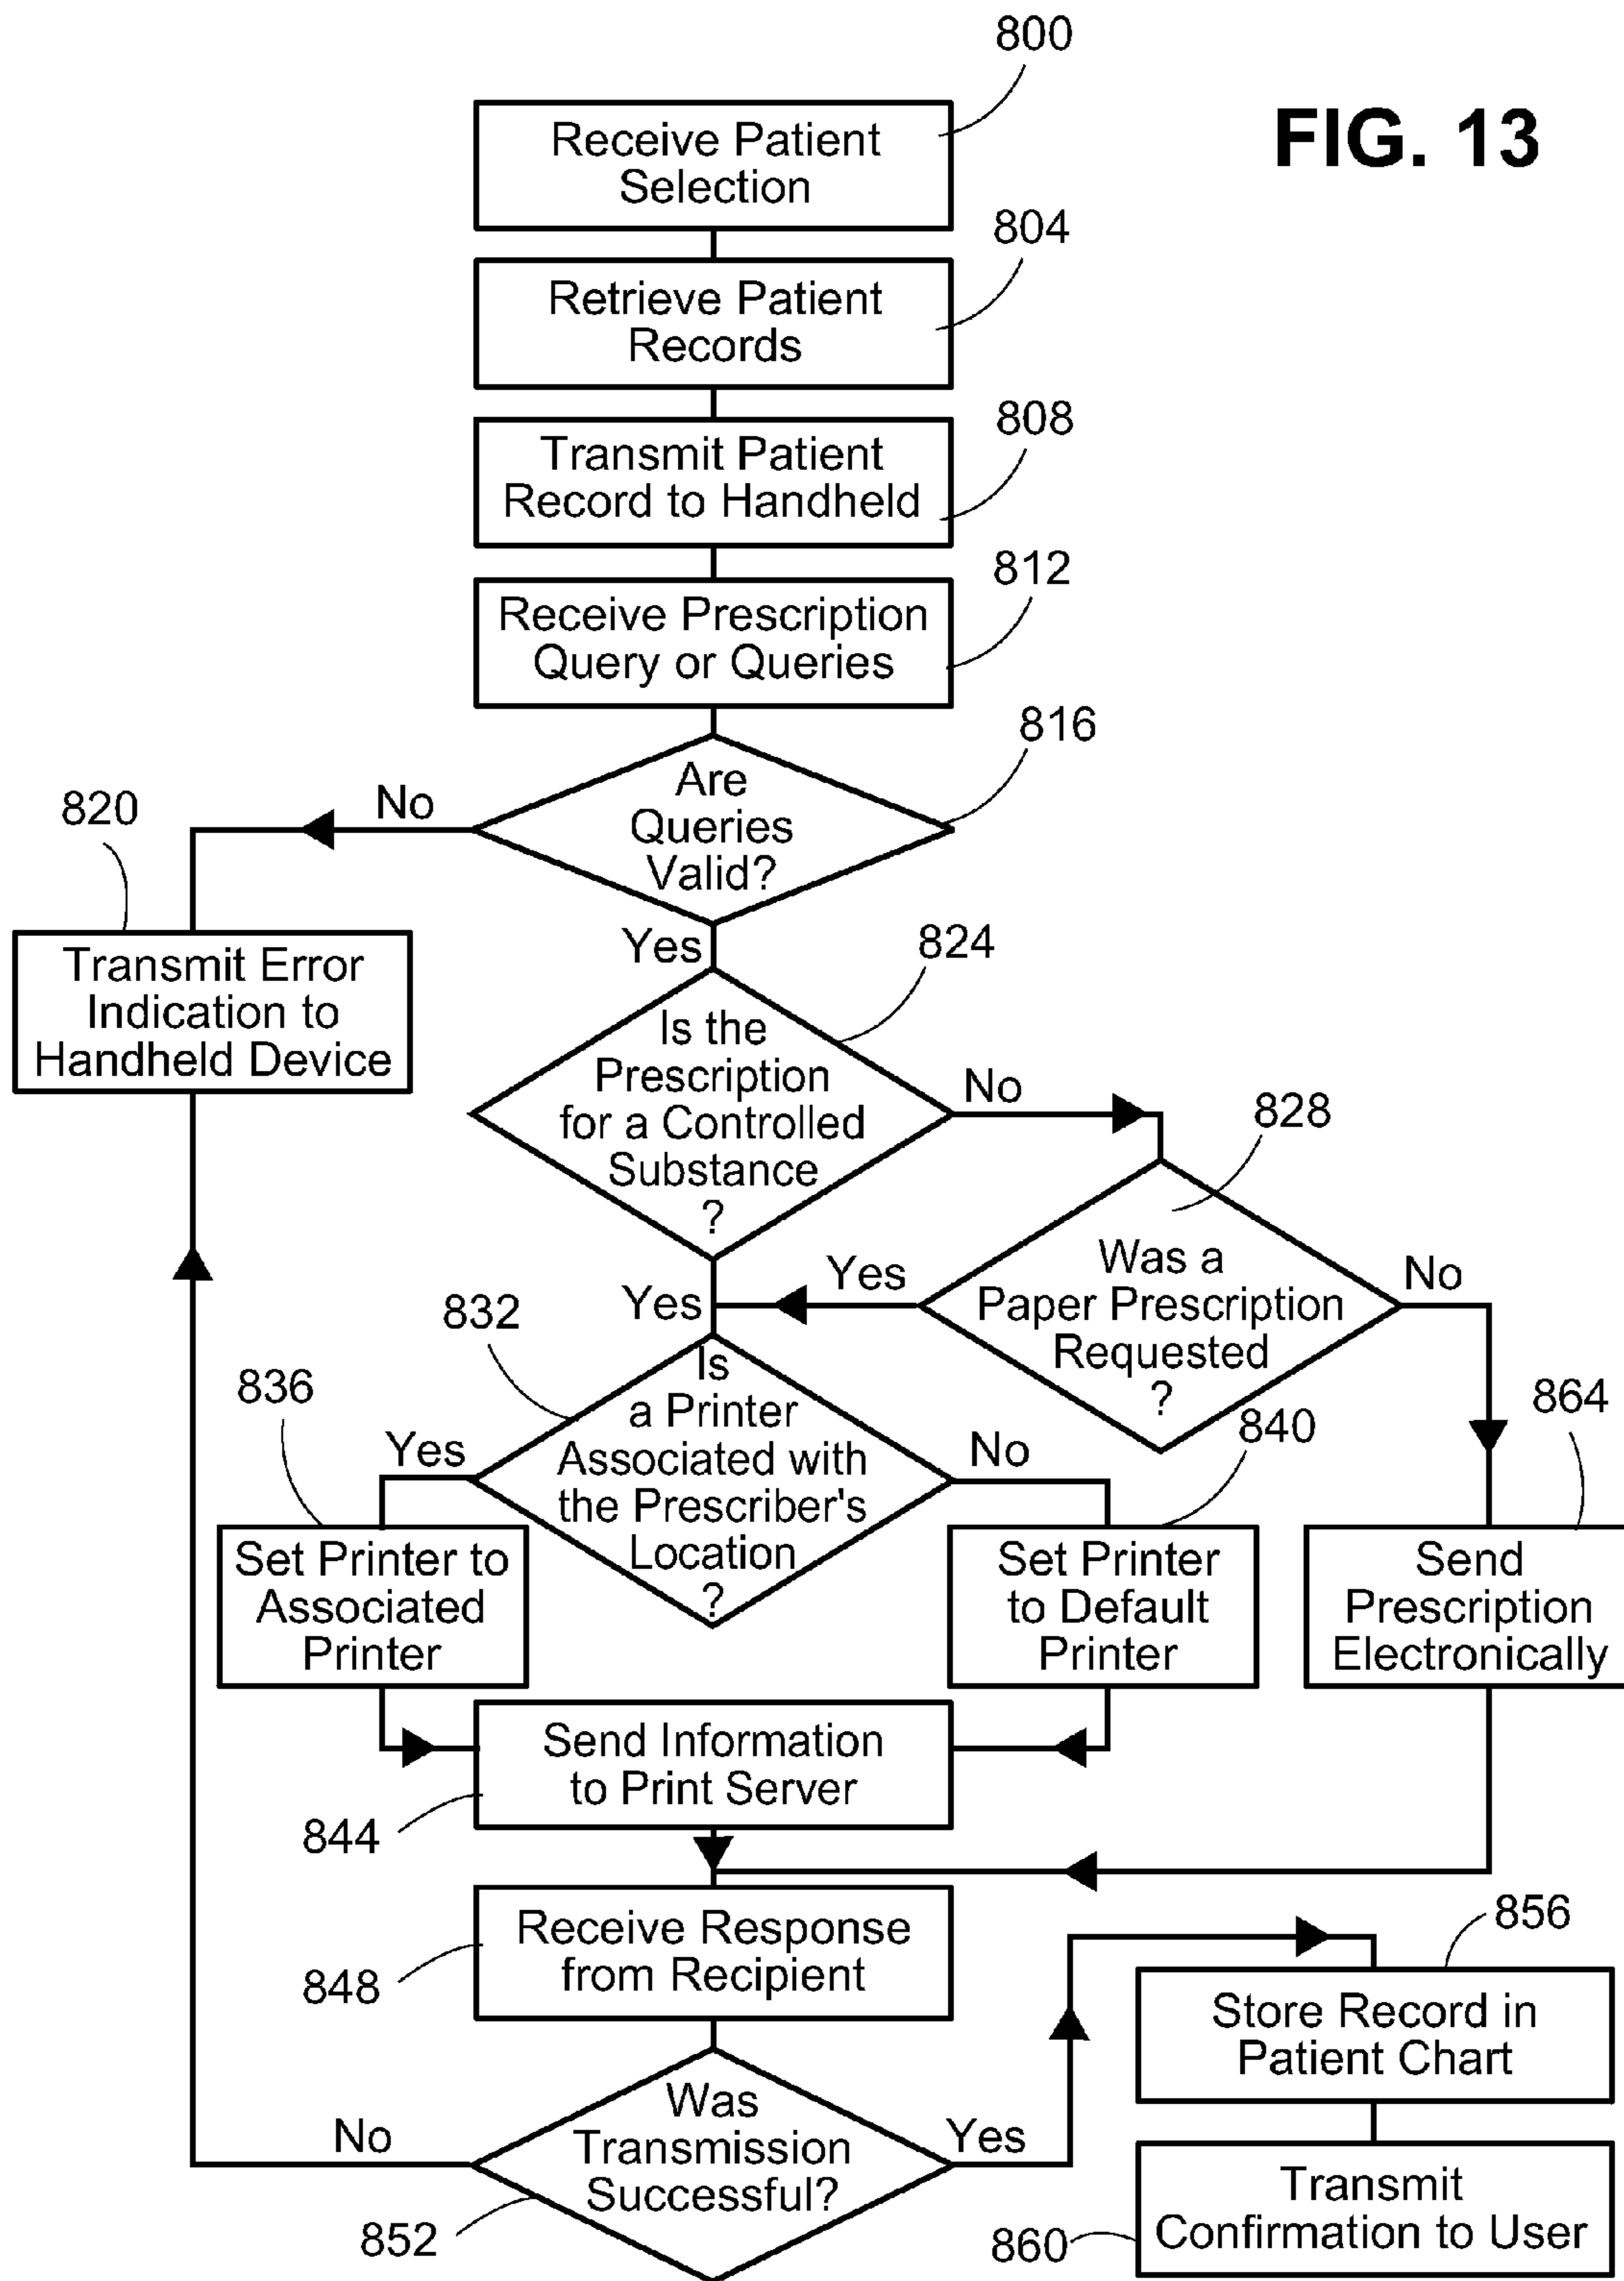 800
FIG. 13
Receive Patient
Selection
804
Retrieve Patient
Records
808
Transmit Patient
Record to Handheld
812
Receive Prescription
Query or Queries
816
Are
Queries
Valid?
No
820
Transmit Error
Indication to
Handheld Device
Yes
824
Is the
Prescription
for a Controlled
Substance
?
No
828
Was a
Paper Prescription
Requested
?
Yes
No
Yes
832
Is
a Printer
Associated with
the Prescriber's
Location
?
836
Yes
No
840
864
Set Printer to
Associated
Printer
Set Printer
to Default
Printer
Send
Prescription
Electronically
Send Information
to Print Server
844
Receive Response
from Recipient
848
856
Store Record in
Patient Chart
Was
Transmission
Successful?
No
Yes
852
Transmit
Confirmation to User
860